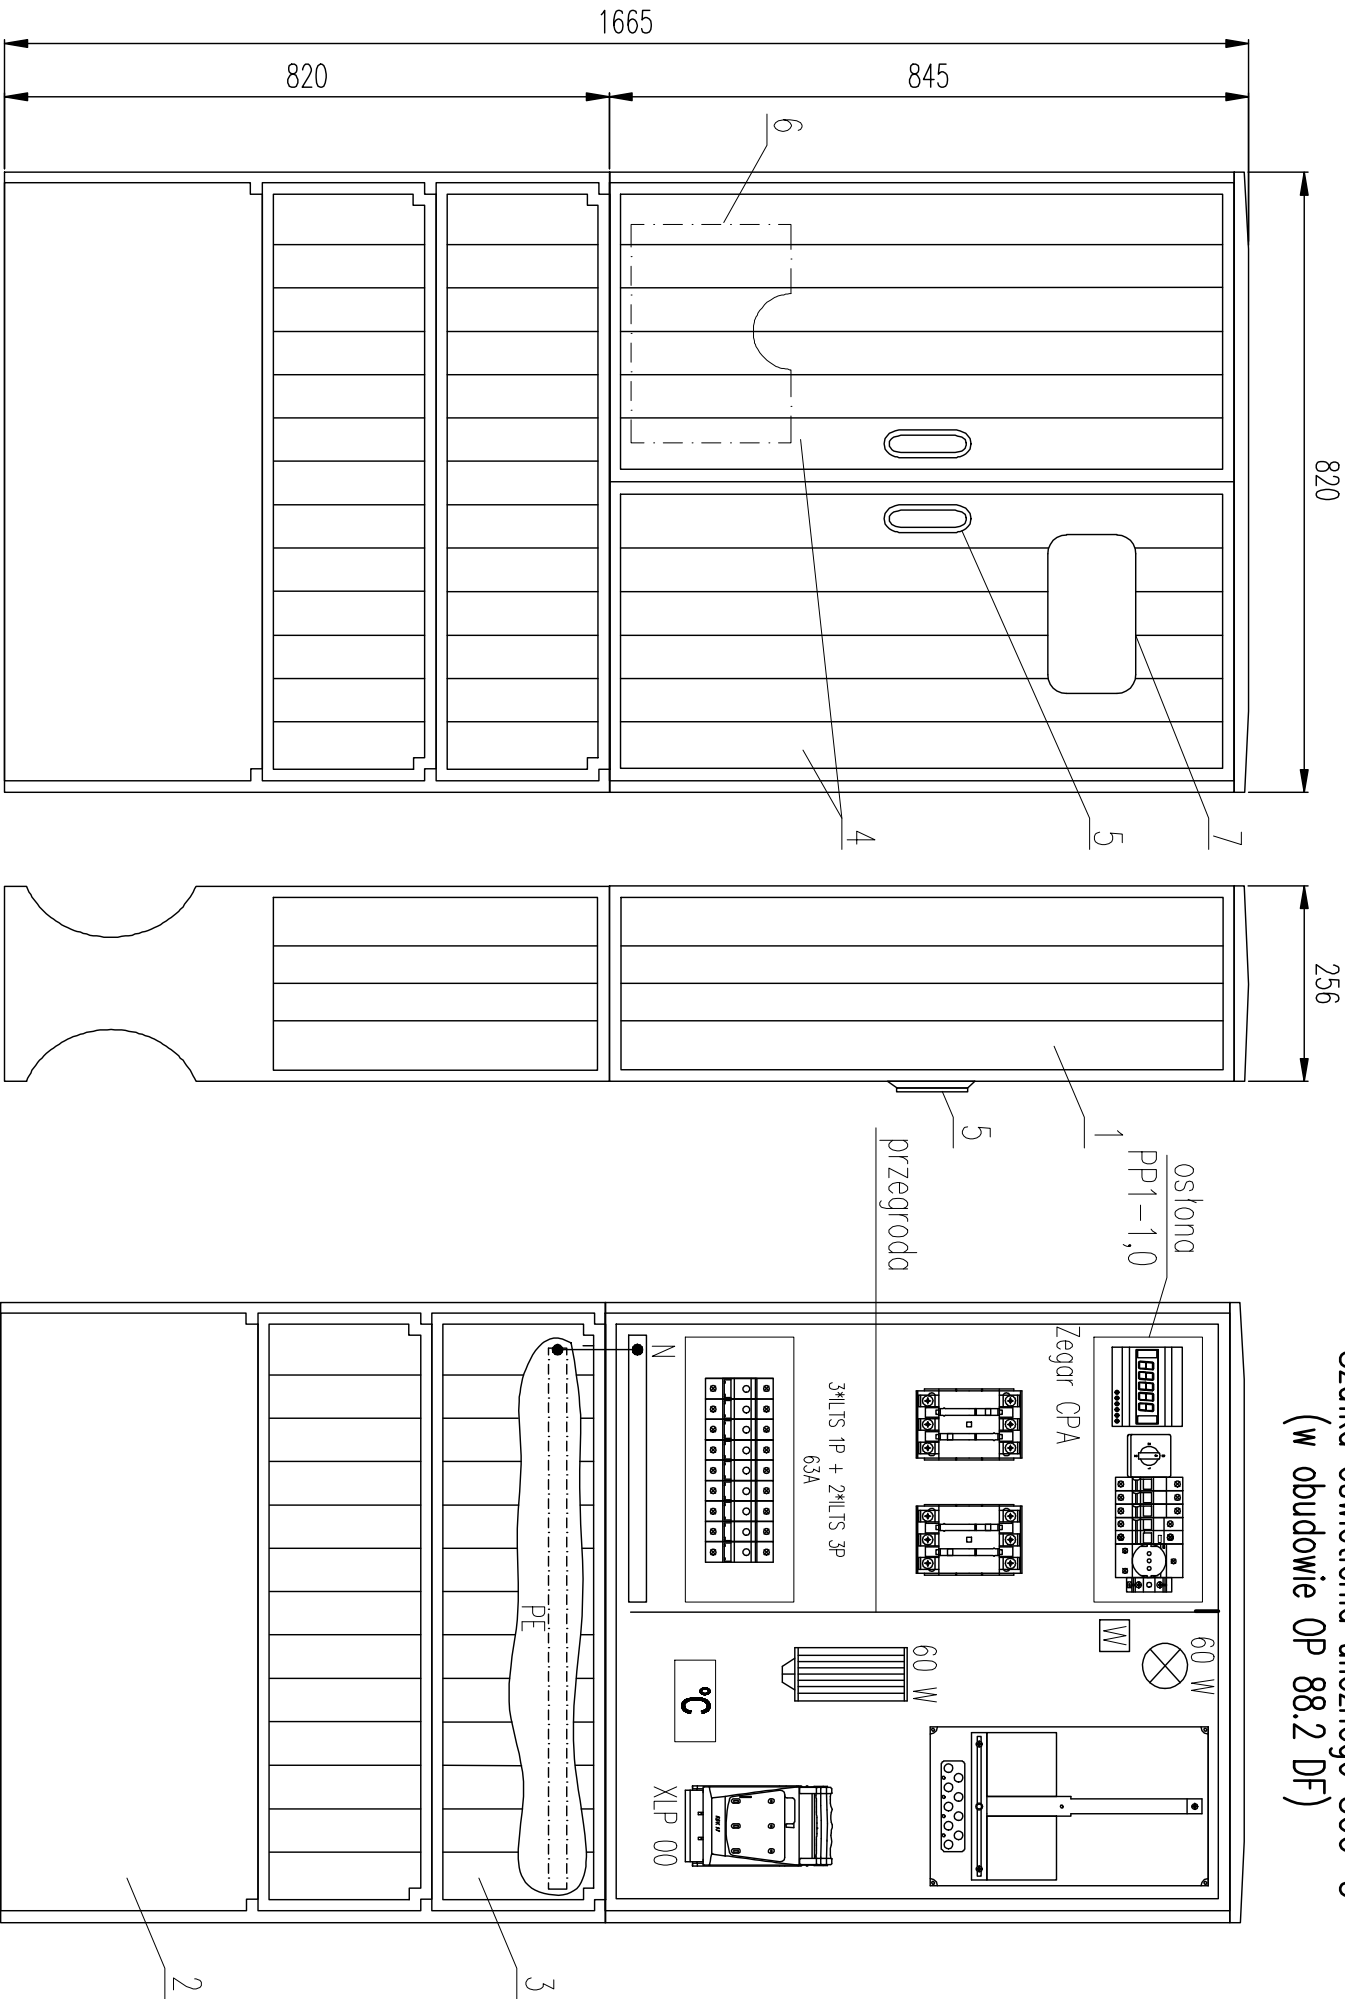 (w obudowie OP 88.2 DF)
820
1665
845
820
6
7
5
4
256
1
5
osłona
PP1-1,0
przegroda
Zegar CPA
3*ILTS 1P + 2*ILTS 3P
63A
N
PE
60 W
W
60 W
°C
XLP 00
3
2